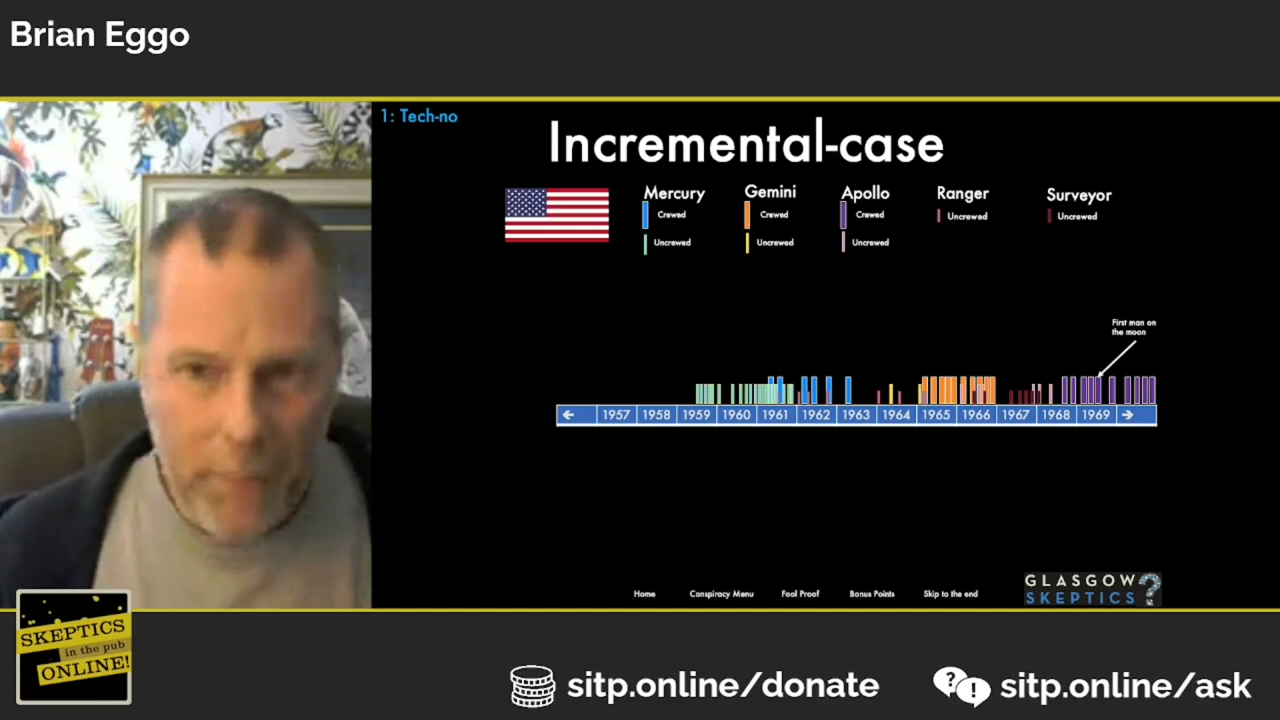 Brian Eggo
1: Tech-no
Incremental-case
Mercury
Crewed
Uncrewed
Gemini
Crewed
Uncrewed
Apollo
Crewed
Uncrewed
Ranger
Uncrewed
Surveyor
Uncrewed
First man on
the moon
1957 1958 1959 1960 1961 1962 1963 1964 1965 1966 1967 1968 1969
Home Conspiracy Menu Fool Proof Bonus Points Skip to the end
GLASGOW
SKEPTICS
?
SKEPTICS
in the pub
ONLINE!
sitp.online/donate
? !
sitp.online/ask